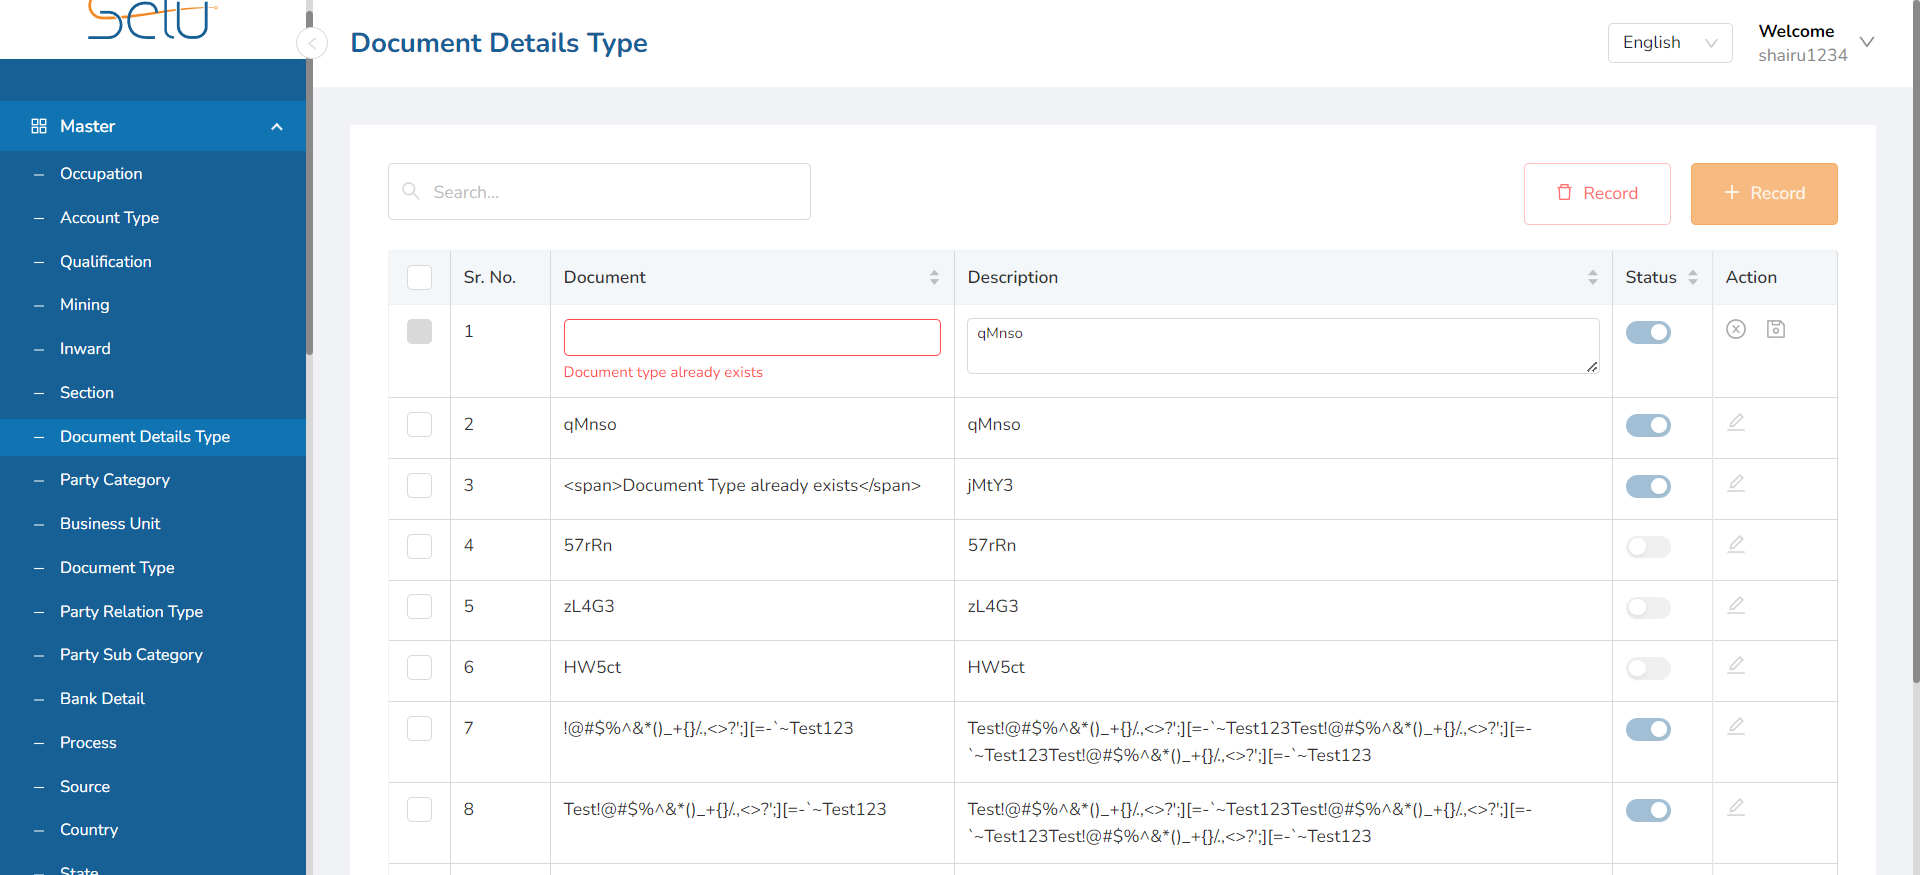 Setu
Document Details Type
English
Welcome
shairu1234
Master
Occupation
Account Type
Qualification
Mining
Inward
Section
Document Details Type
Party Category
Business Unit
Document Type
Party Relation Type
Party Sub Category
Bank Detail
Process
Source
Country
State
Search...
Record
+ Record
Sr. No. Document Description Status Action
1 qMnso
Document type already exists
2 qMnso qMnso
3 <span>Document Type already exists</span> jMtY3
4 57rRn 57rRn
5 zL4G3 zL4G3
6 HW5ct HW5ct
7 !@#$%^&*()_+{}/.,<>?';][=-`~Test123 Test!@#$%^&*()_+{}/.,<>?';][=-`~Test123Test!@#$%^&*()_+{}/.,<>?';][=-
`~Test123Test!@#$%^&*()_+{}/.,<>?';][=-`~Test123
8 Test!@#$%^&*()_+{}/.,<>?';][=-`~Test123 Test!@#$%^&*()_+{}/.,<>?';][=-`~Test123Test!@#$%^&*()_+{}/.,<>?';][=-
`~Test123Test!@#$%^&*()_+{}/.,<>?';][=-`~Test123